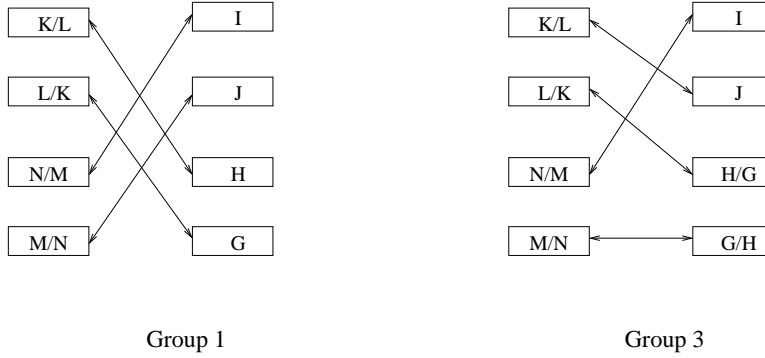 K/L I K/L I
L/K J L/K J
N/M H N/M H/G
M/N G M/N G/H
Group 1 Group 3